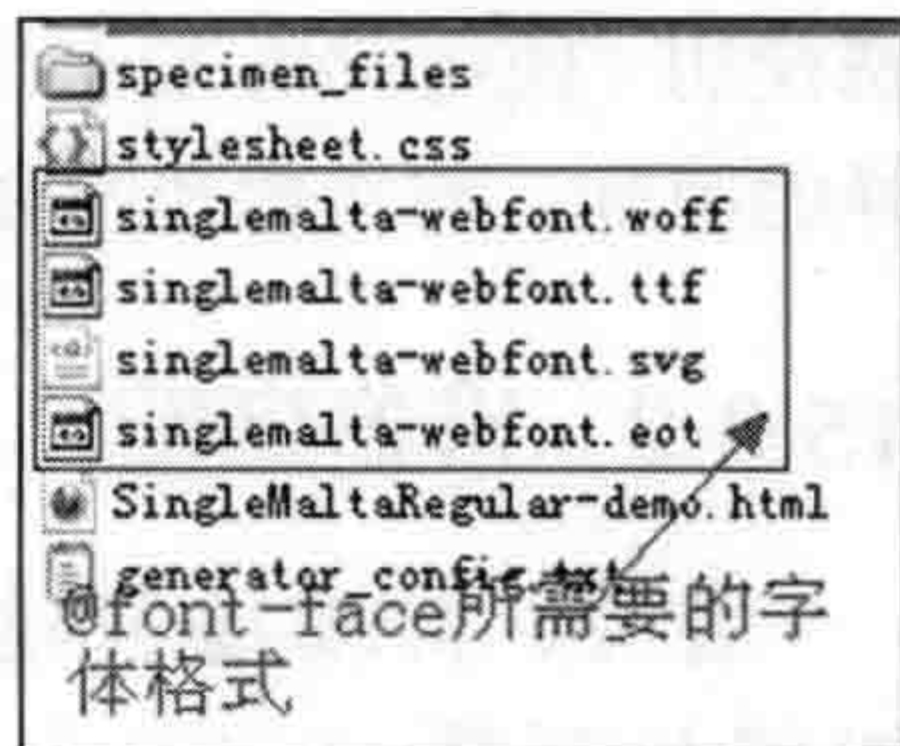 specimen_files
stylesheet.css
singlemalta-webfont.woff
singlemalta-webfont.ttf
singlemalta-webfont.svg
singlemalta-webfont.eot
SingleMaltaRegular-demo.html
generator_config.txt
@font-face所需要的字
体格式